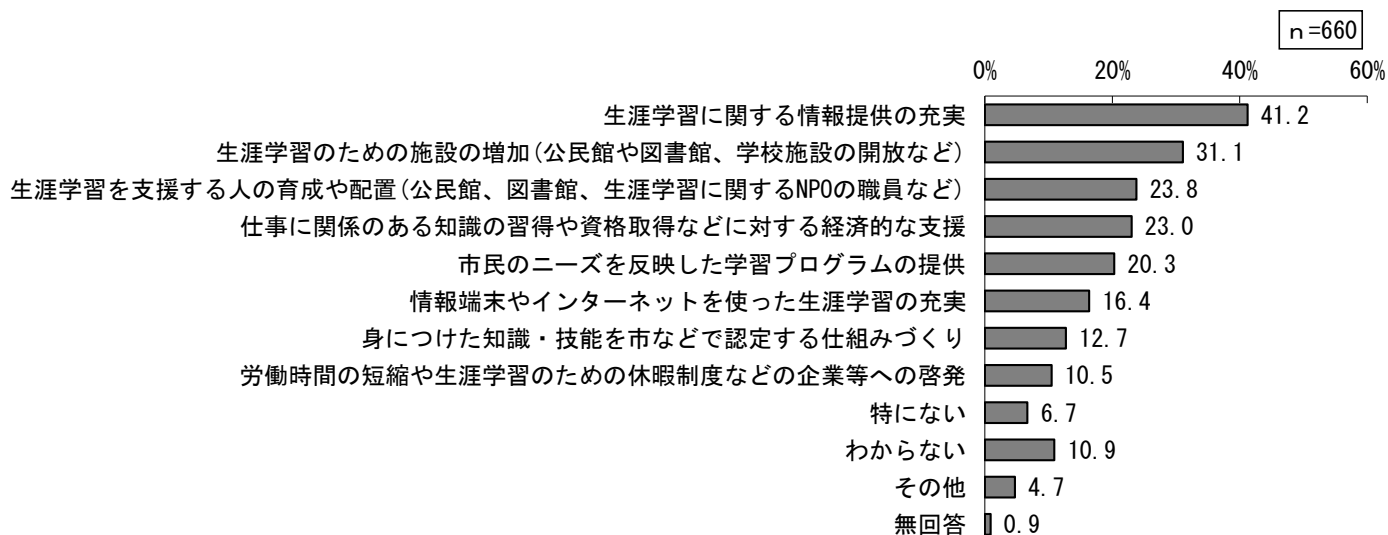 ｎ=660
0% 20% 40% 60%
生涯学習に関する情報提供の充実 41.2
生涯学習のための施設の増加(公民館や図書館、学校施設の開放など) 31.1
生涯学習を支援する人の育成や配置(公民館、図書館、生涯学習に関するNPOの職員など) 23.8
仕事に関係のある知識の習得や資格取得などに対する経済的な支援 23.0
市民のニーズを反映した学習プログラムの提供 20.3
情報端末やインターネットを使った生涯学習の充実 16.4
身につけた知識・技能を市などで認定する仕組みづくり 12.7
労働時間の短縮や生涯学習のための休暇制度などの企業等への啓発 10.5
特にない 6.7
わからない 10.9
その他 4.7
無回答 0.9